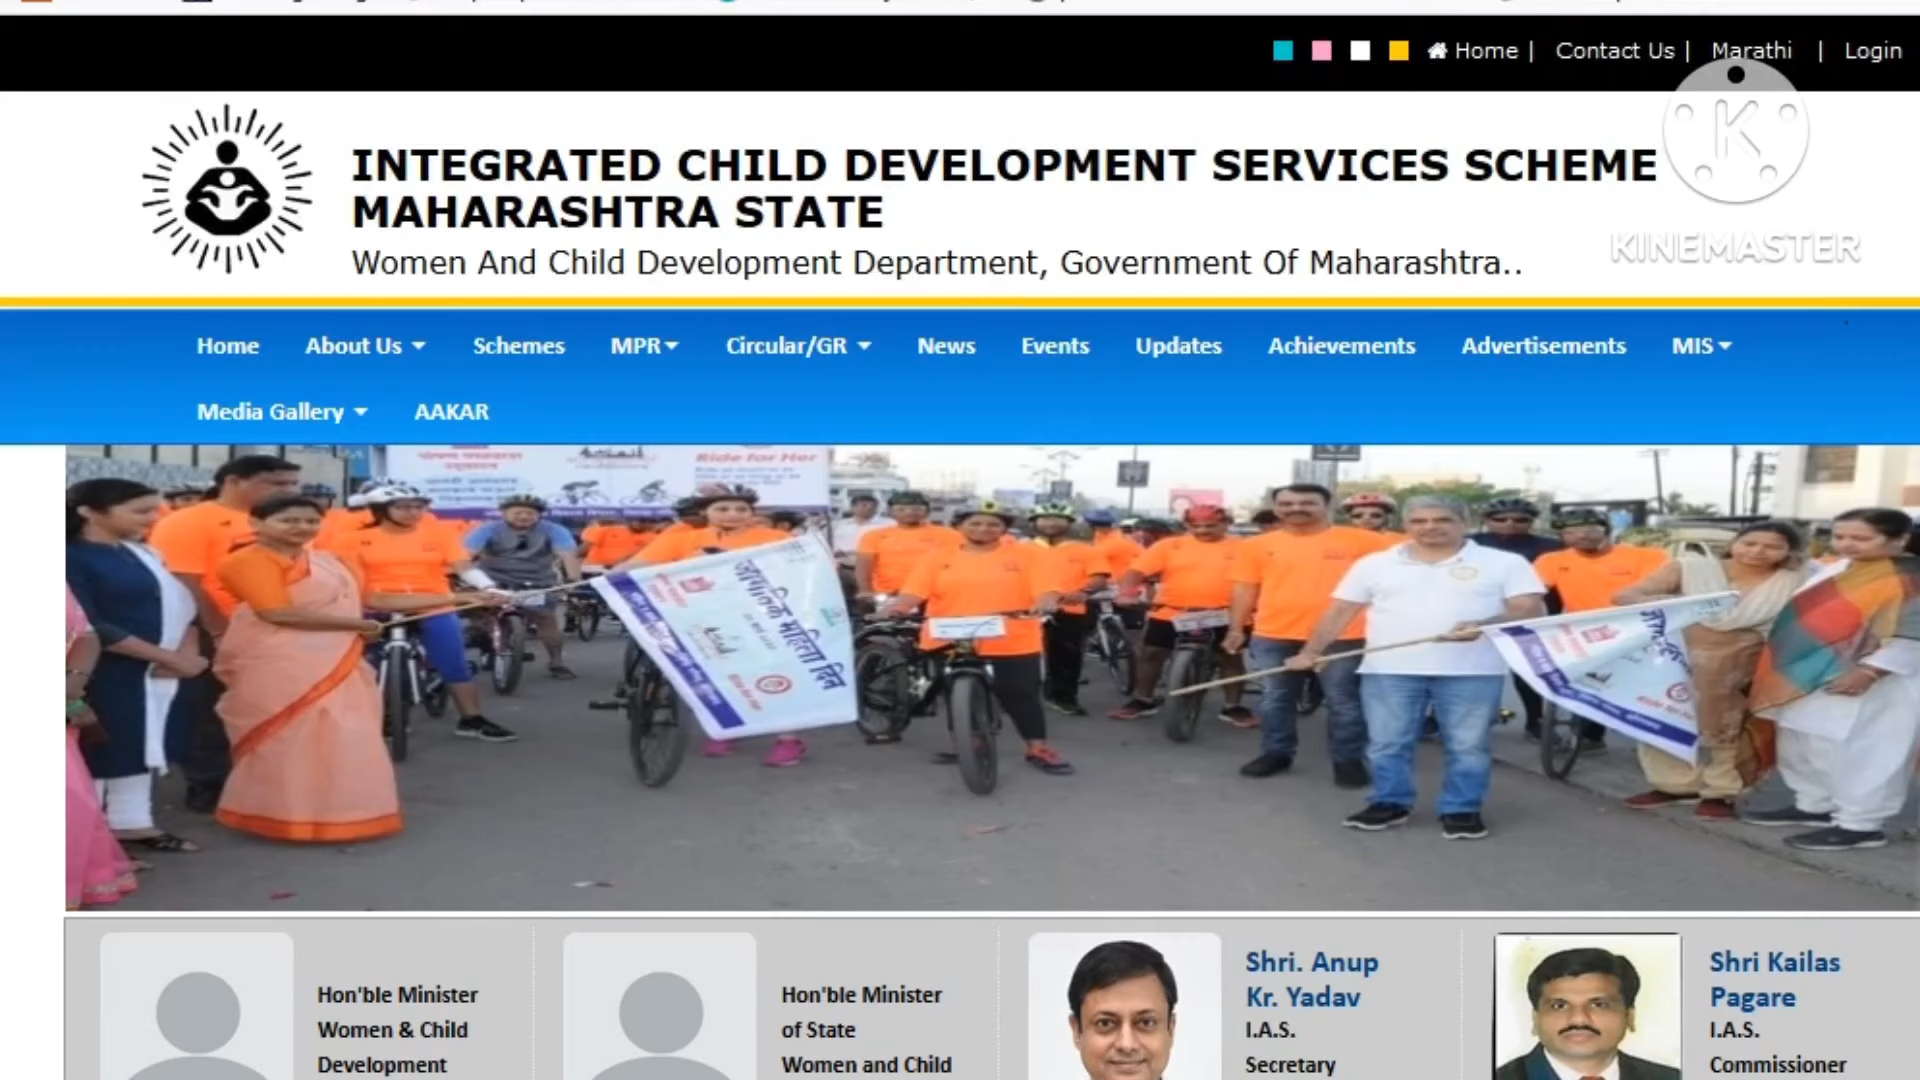 Home | Contact Us | Marathi | Login
INTEGRATED CHILD DEVELOPMENT SERVICES SCHEME
MAHARASHTRA STATE
Women And Child Development Department, Government Of Maharashtra..
K
KINEMASTER
Home About Us Schemes MPR Circular/GR News Events Updates Achievements Advertisements MIS
Media Gallery AAKAR
Ride for Her
जागतिक महिला दिन
Hon'ble Minister
Women & Child
Development
Hon'ble Minister
of State
Women and Child
Shri. Anup
Kr. Yadav
I.A.S.
Secretary
Shri Kailas
Pagare
I.A.S.
Commissioner